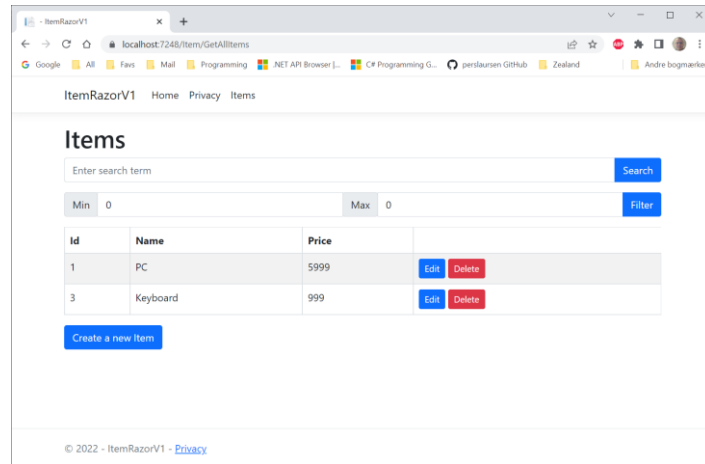 - ItemRazorV1
localhost:7248/Item/GetAllItems
Google All Favs Mail Programming .NET API Browser |... C# Programming G... perslaursen GitHub Zealand Andre bogmærker
ItemRazorV1 Home Privacy Items
Items
Enter search term Search
Min 0 Max 0 Filter
Id Name Price
1 PC 5999 Edit Delete
3 Keyboard 999 Edit Delete
Create a new Item
© 2022 - ItemRazorV1 - Privacy